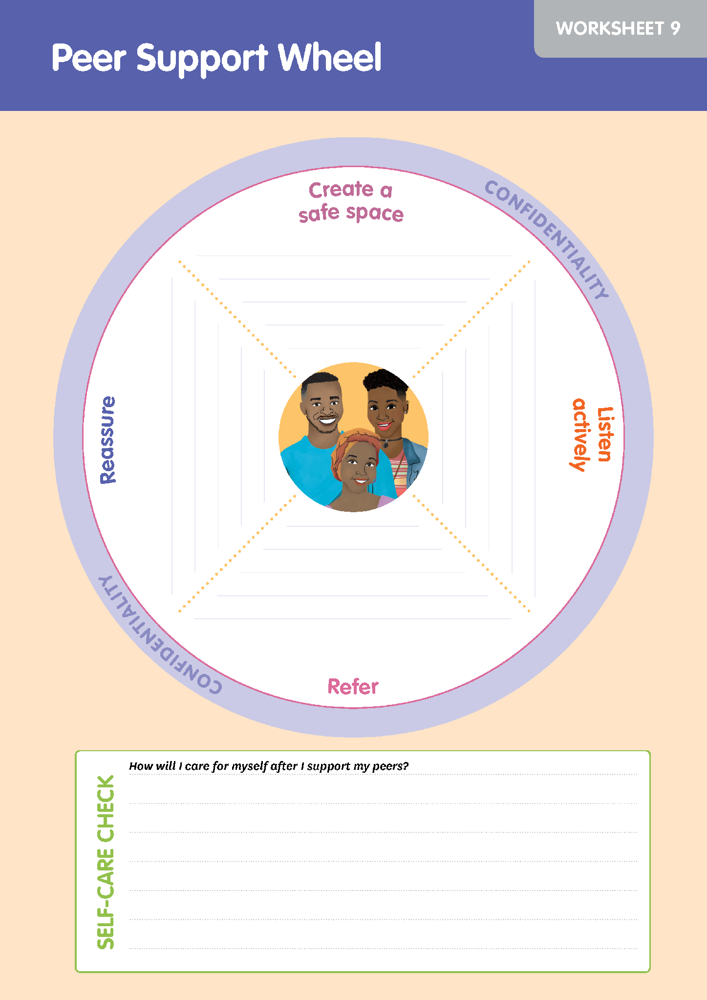 WORKSHEET 9
Peer Support Wheel
Create a
safe space
CONFIDENTIALITY
Listen
actively
Refer
CONFIDENTIALITY
Reassure
SELF-CARE CHECK
How will I care for myself after I support my peers?